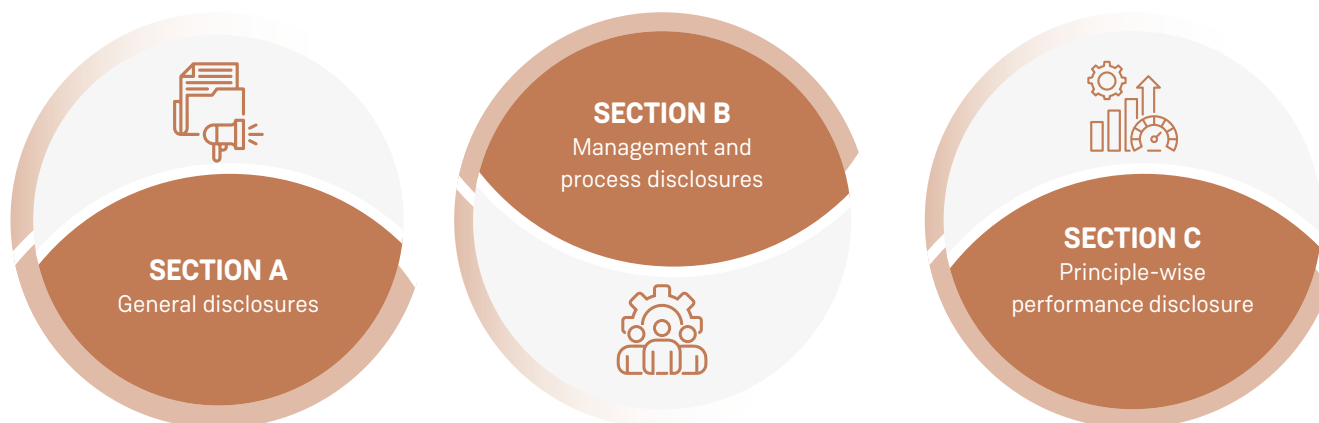 SECTION A
General disclosures
SECTION B
Management and
process disclosures
SECTION C
Principle-wise
performance disclosure